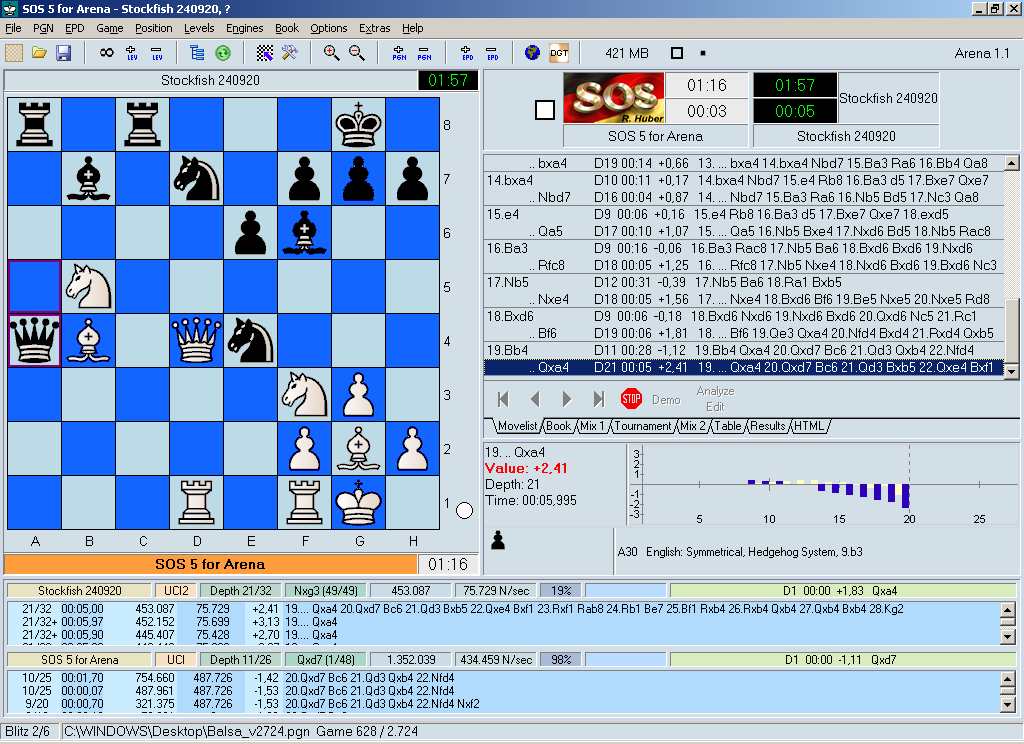 SOS 5 for Arena - Stockfish 240920, ?
File PGN EPD Game Position Levels Engines Book Options Extras Help
LEV LEV PGN PGN EPD EPD DGT 421 MB Arena 1.1
Stockfish 240920 01:57
8
7
6
5
4
3
2
1
A B C D E F G H
SOS 5 for Arena 01:16
SOS
R. Huber
01:16
00:03
SOS 5 for Arena
01:57
00:05
Stockfish 240920
Stockfish 240920
.. bxa4 D19 00:14 +0,66 13. ... bxa4 14.bxa4 Nbd7 15.Ba3 Ra6 16.Bb4 Qa8
14.bxa4 D10 00:11 +0,17 14.bxa4 Nbd7 15.e4 Rb8 16.Ba3 d5 17.Bxe7 Qxe7
.. Nbd7 D16 00:04 +0,87 14. ... Nbd7 15.Ba3 Ra6 16.Nb5 Bd5 17.Nc3 Qa8
15.e4 D9 00:06 +0,16 15.e4 Rb8 16.Ba3 d5 17.Bxe7 Qxe7 18.exd5
.. Qa5 D17 00:10 +1,07 15. ... Qa5 16.Nb5 Bxe4 17.Nxd6 Bd5 18.Nb5 Rac8
16.Ba3 D9 00:16 -0,06 16.Ba3 Rac8 17.Nb5 Ba6 18.Bxd6 Bxd6 19.Nxd6
.. Rfc8 D18 00:05 +1,25 16. ... Rfc8 17.Nb5 Nxe4 18.Nxd6 Bxd6 19.Bxd6 Nc3
17.Nb5 D12 00:31 -0,39 17.Nb5 Ba6 18.Ra1 Bxb5
.. Nxe4 D18 00:05 +1,56 17. ... Nxe4 18.Bxd6 Bf6 19.Be5 Nxe5 20.Nxe5 Rd8
18.Bxd6 D9 00:06 -0,18 18.Bxd6 Nxd6 19.Nxd6 Bxd6 20.Qxd6 Nc5 21.Rc1
.. Bf6 D19 00:06 +1,81 18. ... Bf6 19.Qe3 Qxa4 20.Nfd4 Bxd4 21.Rxd4 Qxb5
19.Bb4 D11 00:28 -1,12 19.Bb4 Qxa4 20.Qxd7 Bc6 21.Qd3 Qxb4 22.Nfd4
.. Qxa4 D21 00:05 +2,41 19. ... Qxa4 20.Qxd7 Bc6 21.Qd3 Bxb5 22.Qxe4 Bxf1
STOP Demo Analyze
Edit
Movelist Book Mix 1 Tournament Mix 2 Table Results HTML
19. .. Qxa4
Value: +2,41
Depth: 21
Time: 00:05,995
3
2
1
-1
-2
-3
5 10 15 20 25
A30 English: Symmetrical, Hedgehog System, 9.b3
Stockfish 240920 UCI2 Depth 21/32 Nxg3 (49/49) 453.087 75.729 N/sec 19% D1 00:00 +1,83 Qxa4
21/32 00:05,00 453.087 75.729 +2,41 19. ... Qxa4 20.Qxd7 Bc6 21.Qd3 Bxb5 22.Qxe4 Bxf1 23.Rxf1 Rab8 24.Rb1 Be7 25.Bf1 Rxb4 26.Rxb4 Qxb4 27.Qxb4 Bxb4 28.Kg2
21/32+ 00:05,97 452.152 75.699 +3,13 19. ... Qxa4
21/32+ 00:05,90 445.407 75.428 +2,70 19. ... Qxa4
SOS 5 for Arena UCI Depth 11/26 Qxd7 (1/48) 1.352.039 434.459 N/sec 98% D1 00:00 -1,11 Qxd7
10/25 00:01,70 754.660 487.726 -1,42 20.Qxd7 Bc6 21.Qd3 Qxb4 22.Nfd4
10/25 00:00,07 487.961 487.726 -1,53 20.Qxd7 Bc6 21.Qd3 Qxb4 22.Nfd4
9/20 00:00,70 321.375 487.726 -1,53 20.Qxd7 Bc6 21.Qd3 Qxb4 22.Nfd4 Nxf2
Blitz 2/6 C:\WINDOWS\Desktop\Balsa_v2724.pgn Game 628 / 2.724